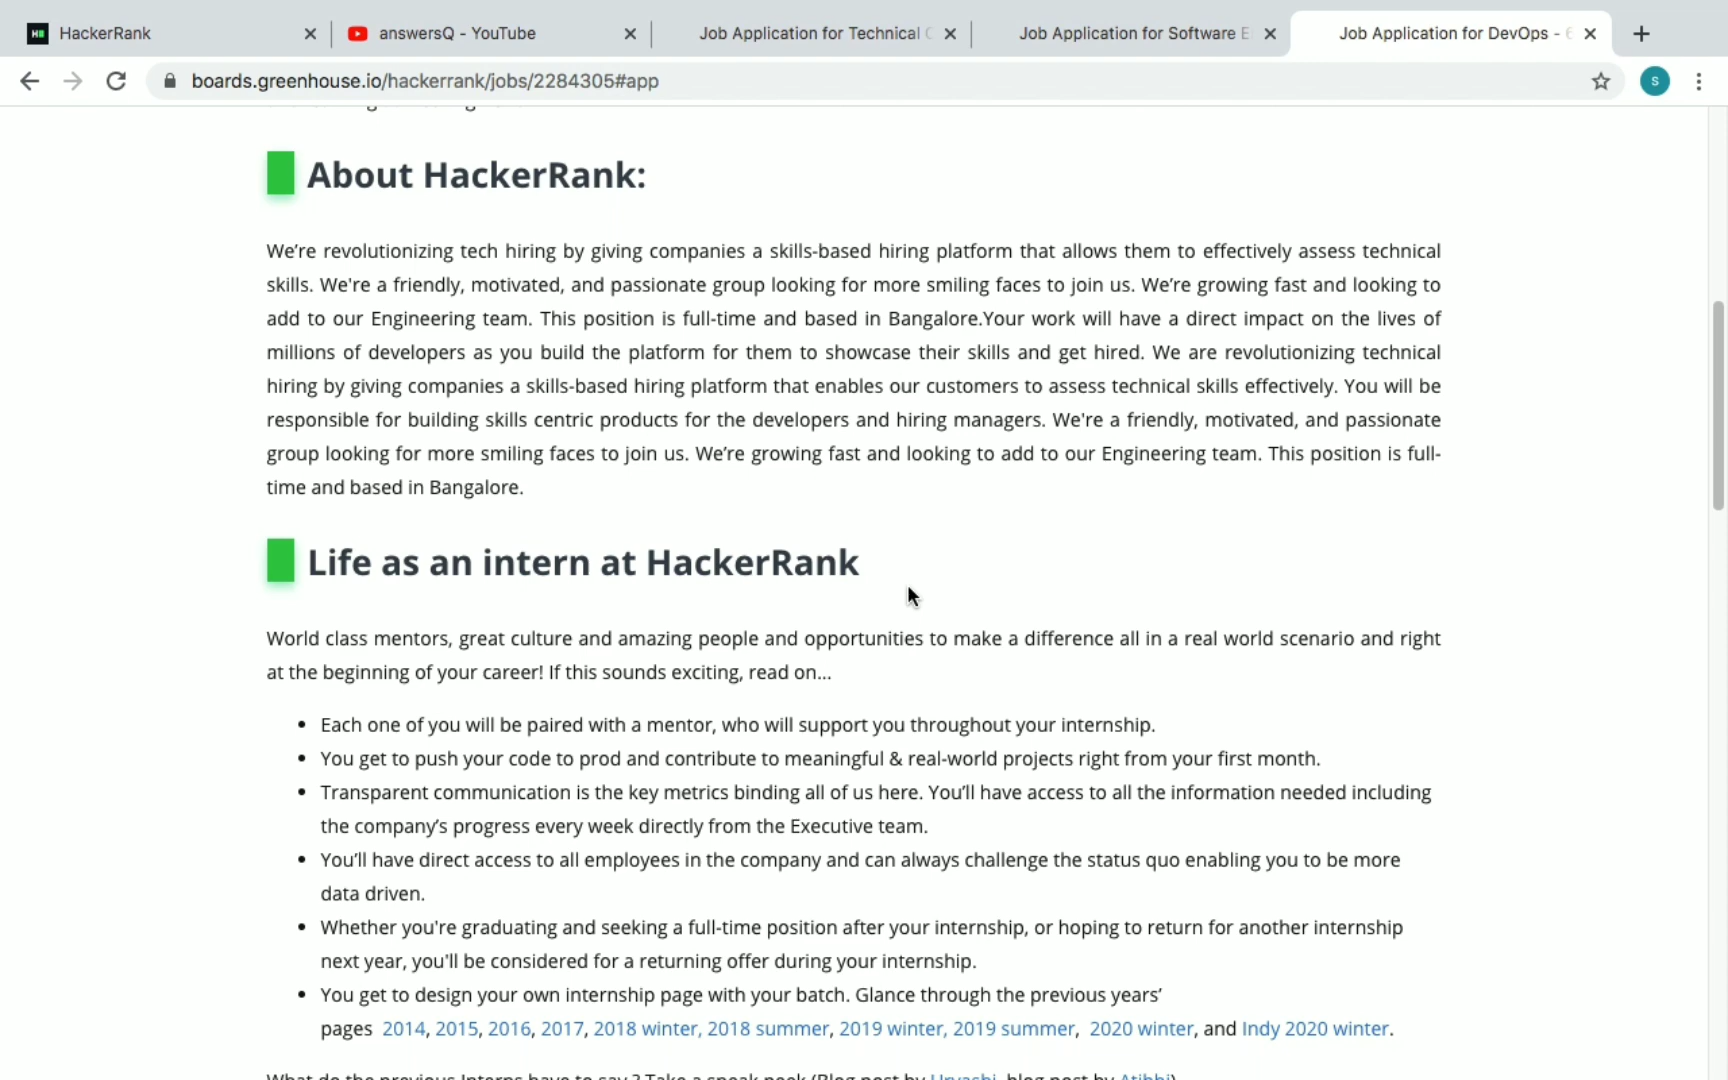 HackerRank
answersQ - YouTube
Job Application for Technical
Job Application for Software E
Job Application for DevOps -
boards.greenhouse.io/hackerrank/jobs/2284305#app
S
About HackerRank:
We’re revolutionizing tech hiring by giving companies a skills-based hiring platform that allows them to effectively assess technical
skills. We're a friendly, motivated, and passionate group looking for more smiling faces to join us. We’re growing fast and looking to
add to our Engineering team. This position is full-time and based in Bangalore.Your work will have a direct impact on the lives of
millions of developers as you build the platform for them to showcase their skills and get hired. We are revolutionizing technical
hiring by giving companies a skills-based hiring platform that enables our customers to assess technical skills effectively. You will be
responsible for building skills centric products for the developers and hiring managers. We're a friendly, motivated, and passionate
group looking for more smiling faces to join us. We’re growing fast and looking to add to our Engineering team. This position is full-
time and based in Bangalore.
Life as an intern at HackerRank
World class mentors, great culture and amazing people and opportunities to make a difference all in a real world scenario and right
at the beginning of your career! If this sounds exciting, read on...
• Each one of you will be paired with a mentor, who will support you throughout your internship.
• You get to push your code to prod and contribute to meaningful & real-world projects right from your first month.
• Transparent communication is the key metrics binding all of us here. You’ll have access to all the information needed including
the company’s progress every week directly from the Executive team.
• You’ll have direct access to all employees in the company and can always challenge the status quo enabling you to be more
data driven.
• Whether you're graduating and seeking a full-time position after your internship, or hoping to return for another internship
next year, you'll be considered for a returning offer during your internship.
• You get to design your own internship page with your batch. Glance through the previous years’
pages 2014, 2015, 2016, 2017, 2018 winter, 2018 summer, 2019 winter, 2019 summer, 2020 winter, and Indy 2020 winter.
What do the previous Interns have to say? Take a sneak peek (Blog post by Urvashi, blog post by